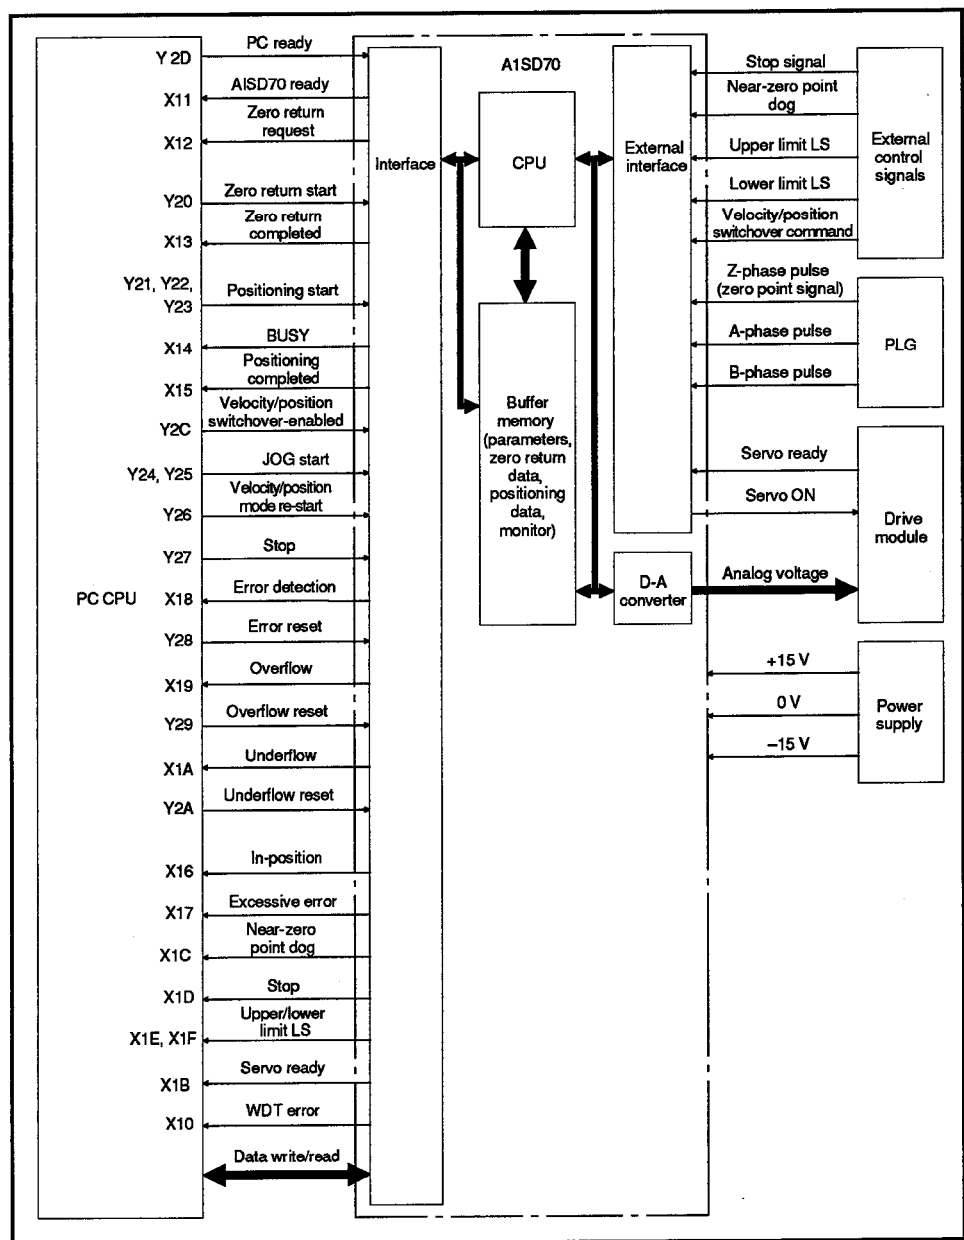 PC ready
Y 2D
AISD70 ready
X11
Zero return
request
X12
Zero return start
Y20
Zero return
completed
X13
Y21, Y22,
Y23
Positioning start
BUSY
X14
Positioning
completed
X15
Velocity/position
switchover-enabled
Y2C
JOG start
Y24, Y25
Velocity/position
mode re-start
Y26
Stop
Y27
PC CPU
Error detection
X18
Error reset
Y28
Overflow
X19
Overflow reset
Y29
Underflow
X1A
Underflow reset
Y2A
In-position
X16
Excessive error
X17
Near-zero
point dog
X1C
Stop
X1D
Upper/lower
limit LS
X1E, X1F
Servo ready
X1B
WDT error
X10
Data write/read
Interface
A1SD70
CPU
Buffer
memory
(parameters,
zero return
data,
positioning
data,
monitor)
External
interface
D-A
converter
Stop signal
Near-zero point
dog
Upper limit LS
Lower limit LS
Velocity/position
switchover command
External
control
signals
Z-phase pulse
(zero point signal)
A-phase pulse
B-phase pulse
PLG
Servo ready
Servo ON
Analog voltage
Drive
module
+15 V
0 V
−15 V
Power
supply